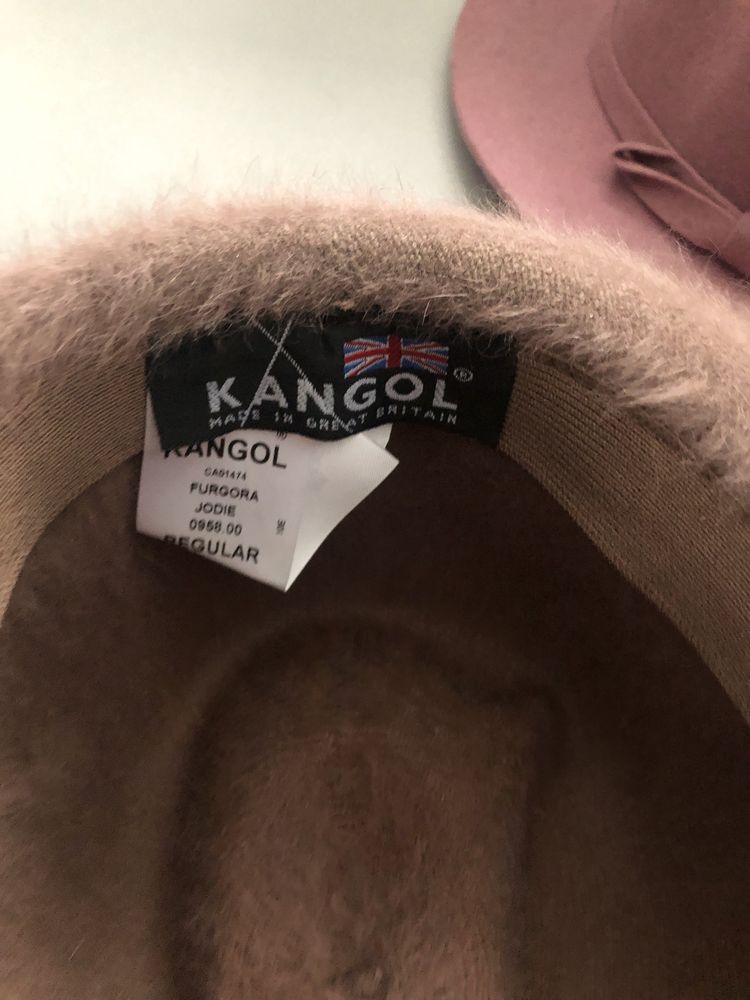 KANGOL®
MADE IN GREAT BRITAIN
KANGOL
CA01474
FURGORA
JODIE
0958.00
REGULAR